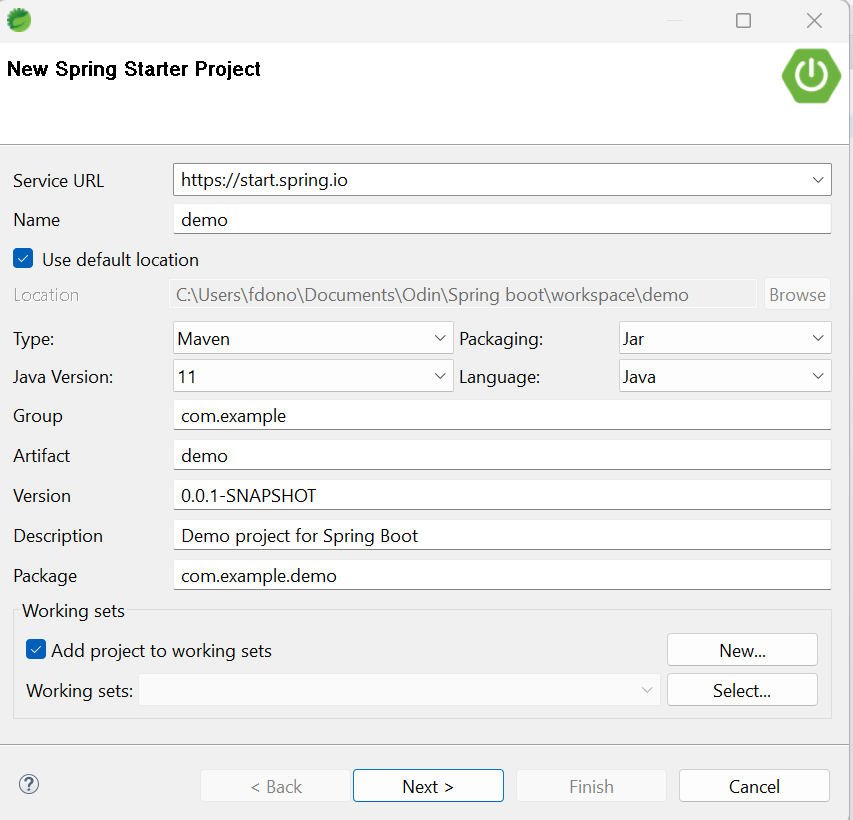 New Spring Starter Project
Service URL https://start.spring.io
Name demo
Use default location
Location C:\Users\fdono\Documents\Odin\Spring boot\workspace\demo Browse
Type: Maven Packaging: Jar
Java Version: 11 Language: Java
Group com.example
Artifact demo
Version 0.0.1-SNAPSHOT
Description Demo project for Spring Boot
Package com.example.demo
Working sets
Add project to working sets New...
Working sets: Select...
? < Back Next > Finish Cancel